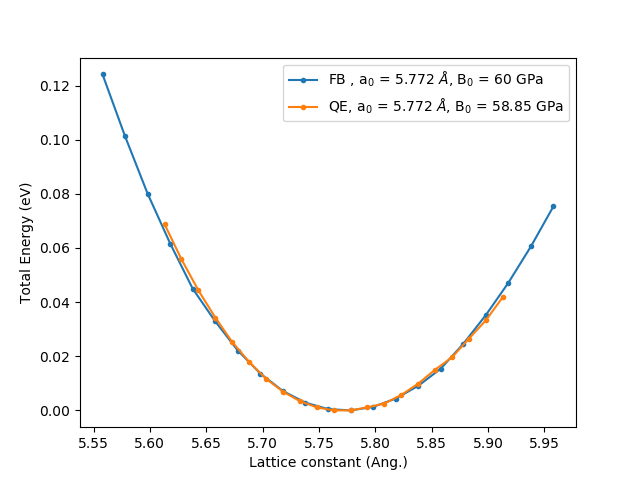 FB , a₀ = 5.772 Å, B₀ = 60 GPa
QE, a₀ = 5.772 Å, B₀ = 58.85 GPa
0.12
0.10
0.08
0.06
0.04
0.02
0.00
Total Energy (eV)
5.55 5.60 5.65 5.70 5.75 5.80 5.85 5.90 5.95
Lattice constant (Ang.)